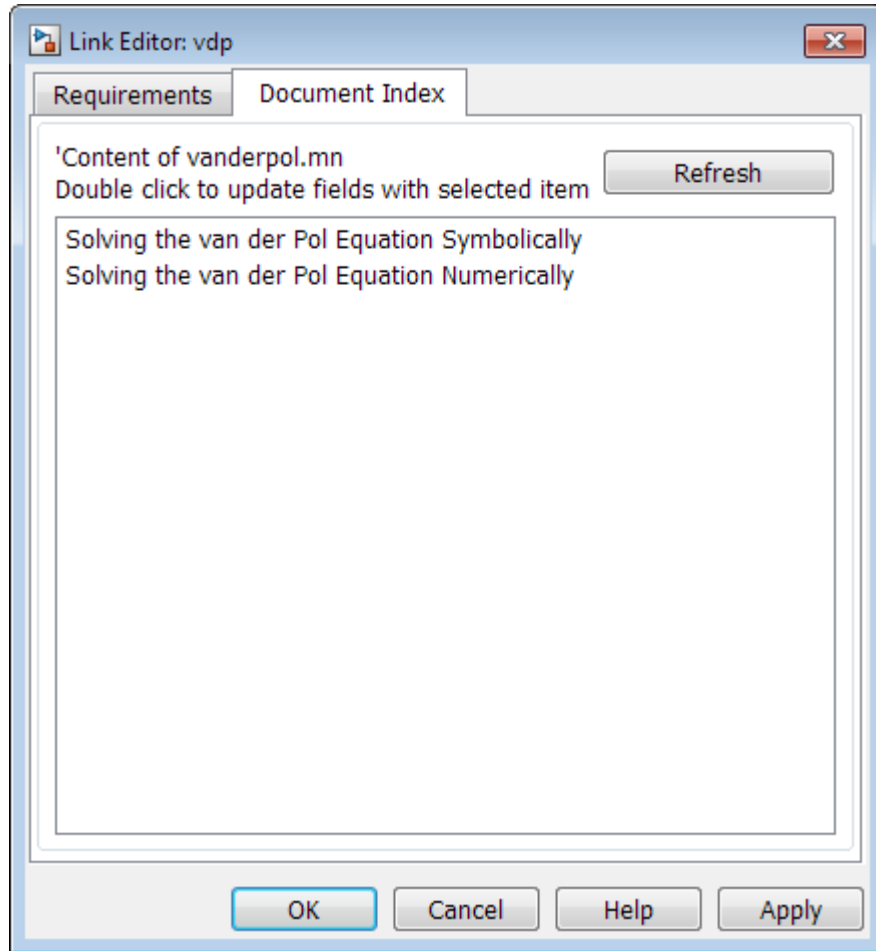 Link Editor: vdp
Requirements
Document Index
'Content of vanderpol.mn
Double click to update fields with selected item
Refresh
Solving the van der Pol Equation Symbolically
Solving the van der Pol Equation Numerically
OK
Cancel
Help
Apply